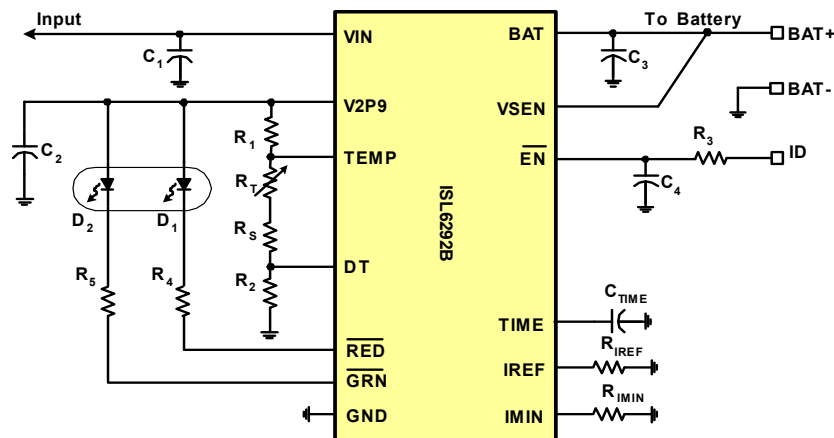 Input
C1
VIN
BAT
To Battery
BAT+
C3
BAT-
V2P9
VSEN
R1
C2
TEMP
EN
R3
ID
RT
C4
D2
D1
RS
ISL6292B
DT
R5
R4
R2
TIME
CTIME
RED
IREF
RIREF
GRN
GND
IMIN
RIMIN